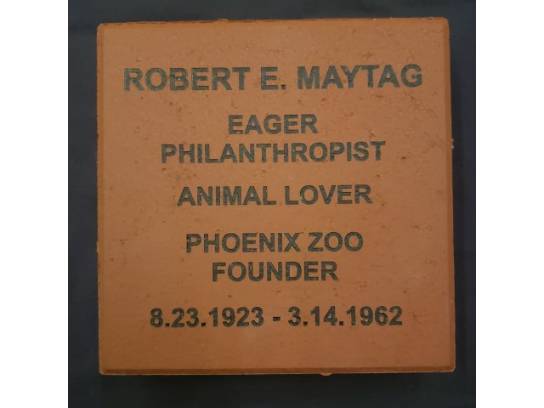 ROBERT E. MAYTAG
EAGER
PHILANTHROPIST
ANIMAL LOVER
PHOENIX ZOO
FOUNDER
8.23.1923 - 3.14.1962